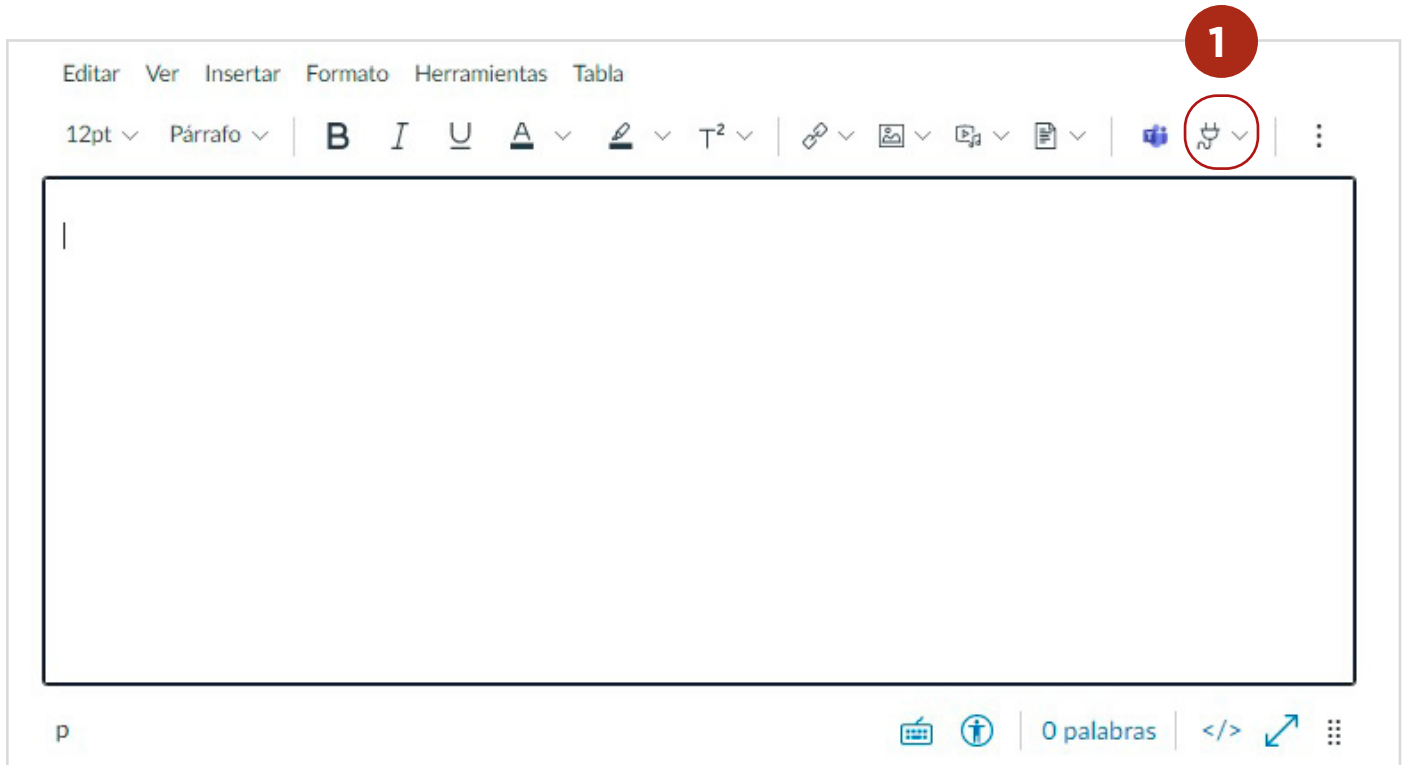 1
Editar Ver Insertar Formato Herramientas Tabla
12pt Párrafo B I U A T²
p 0 palabras </>